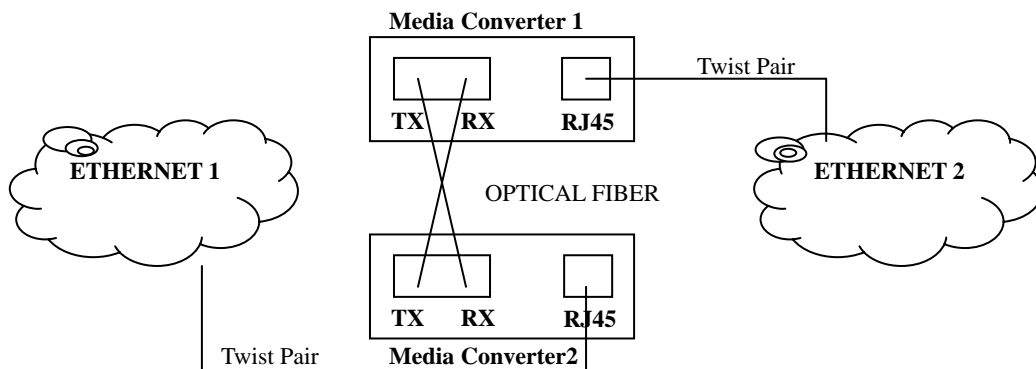 Media Converter 1
Twist Pair
TX RX RJ45
ETHERNET 1
ETHERNET 2
OPTICAL FIBER
TX RX RJ45
Twist Pair
Media Converter2